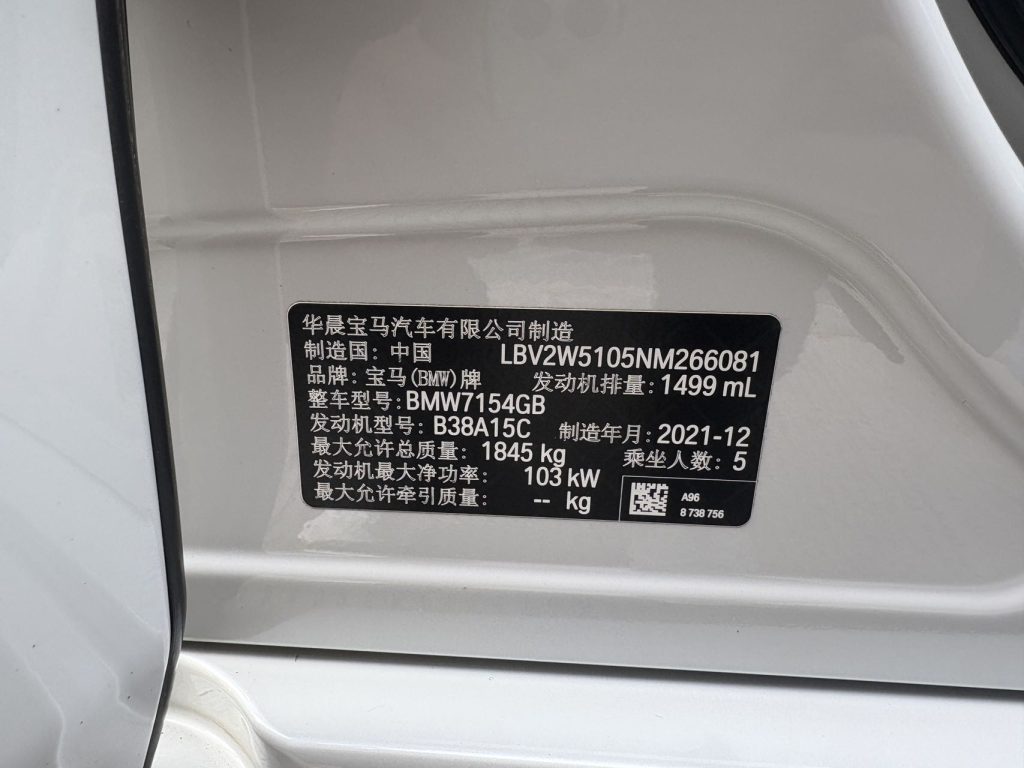 华晨宝马汽车有限公司制造
制造国：中国 LBV2W5105NM266081
品牌：宝马(BMW)牌 发动机排量：1499 mL
整车型号：BMW7154GB
发动机型号：B38A15C 制造年月：2021-12
最大允许总质量：1845 kg 乘坐人数：5
发动机最大净功率：103 kW
最大允许牵引质量：-- kg
A96
8 738 756